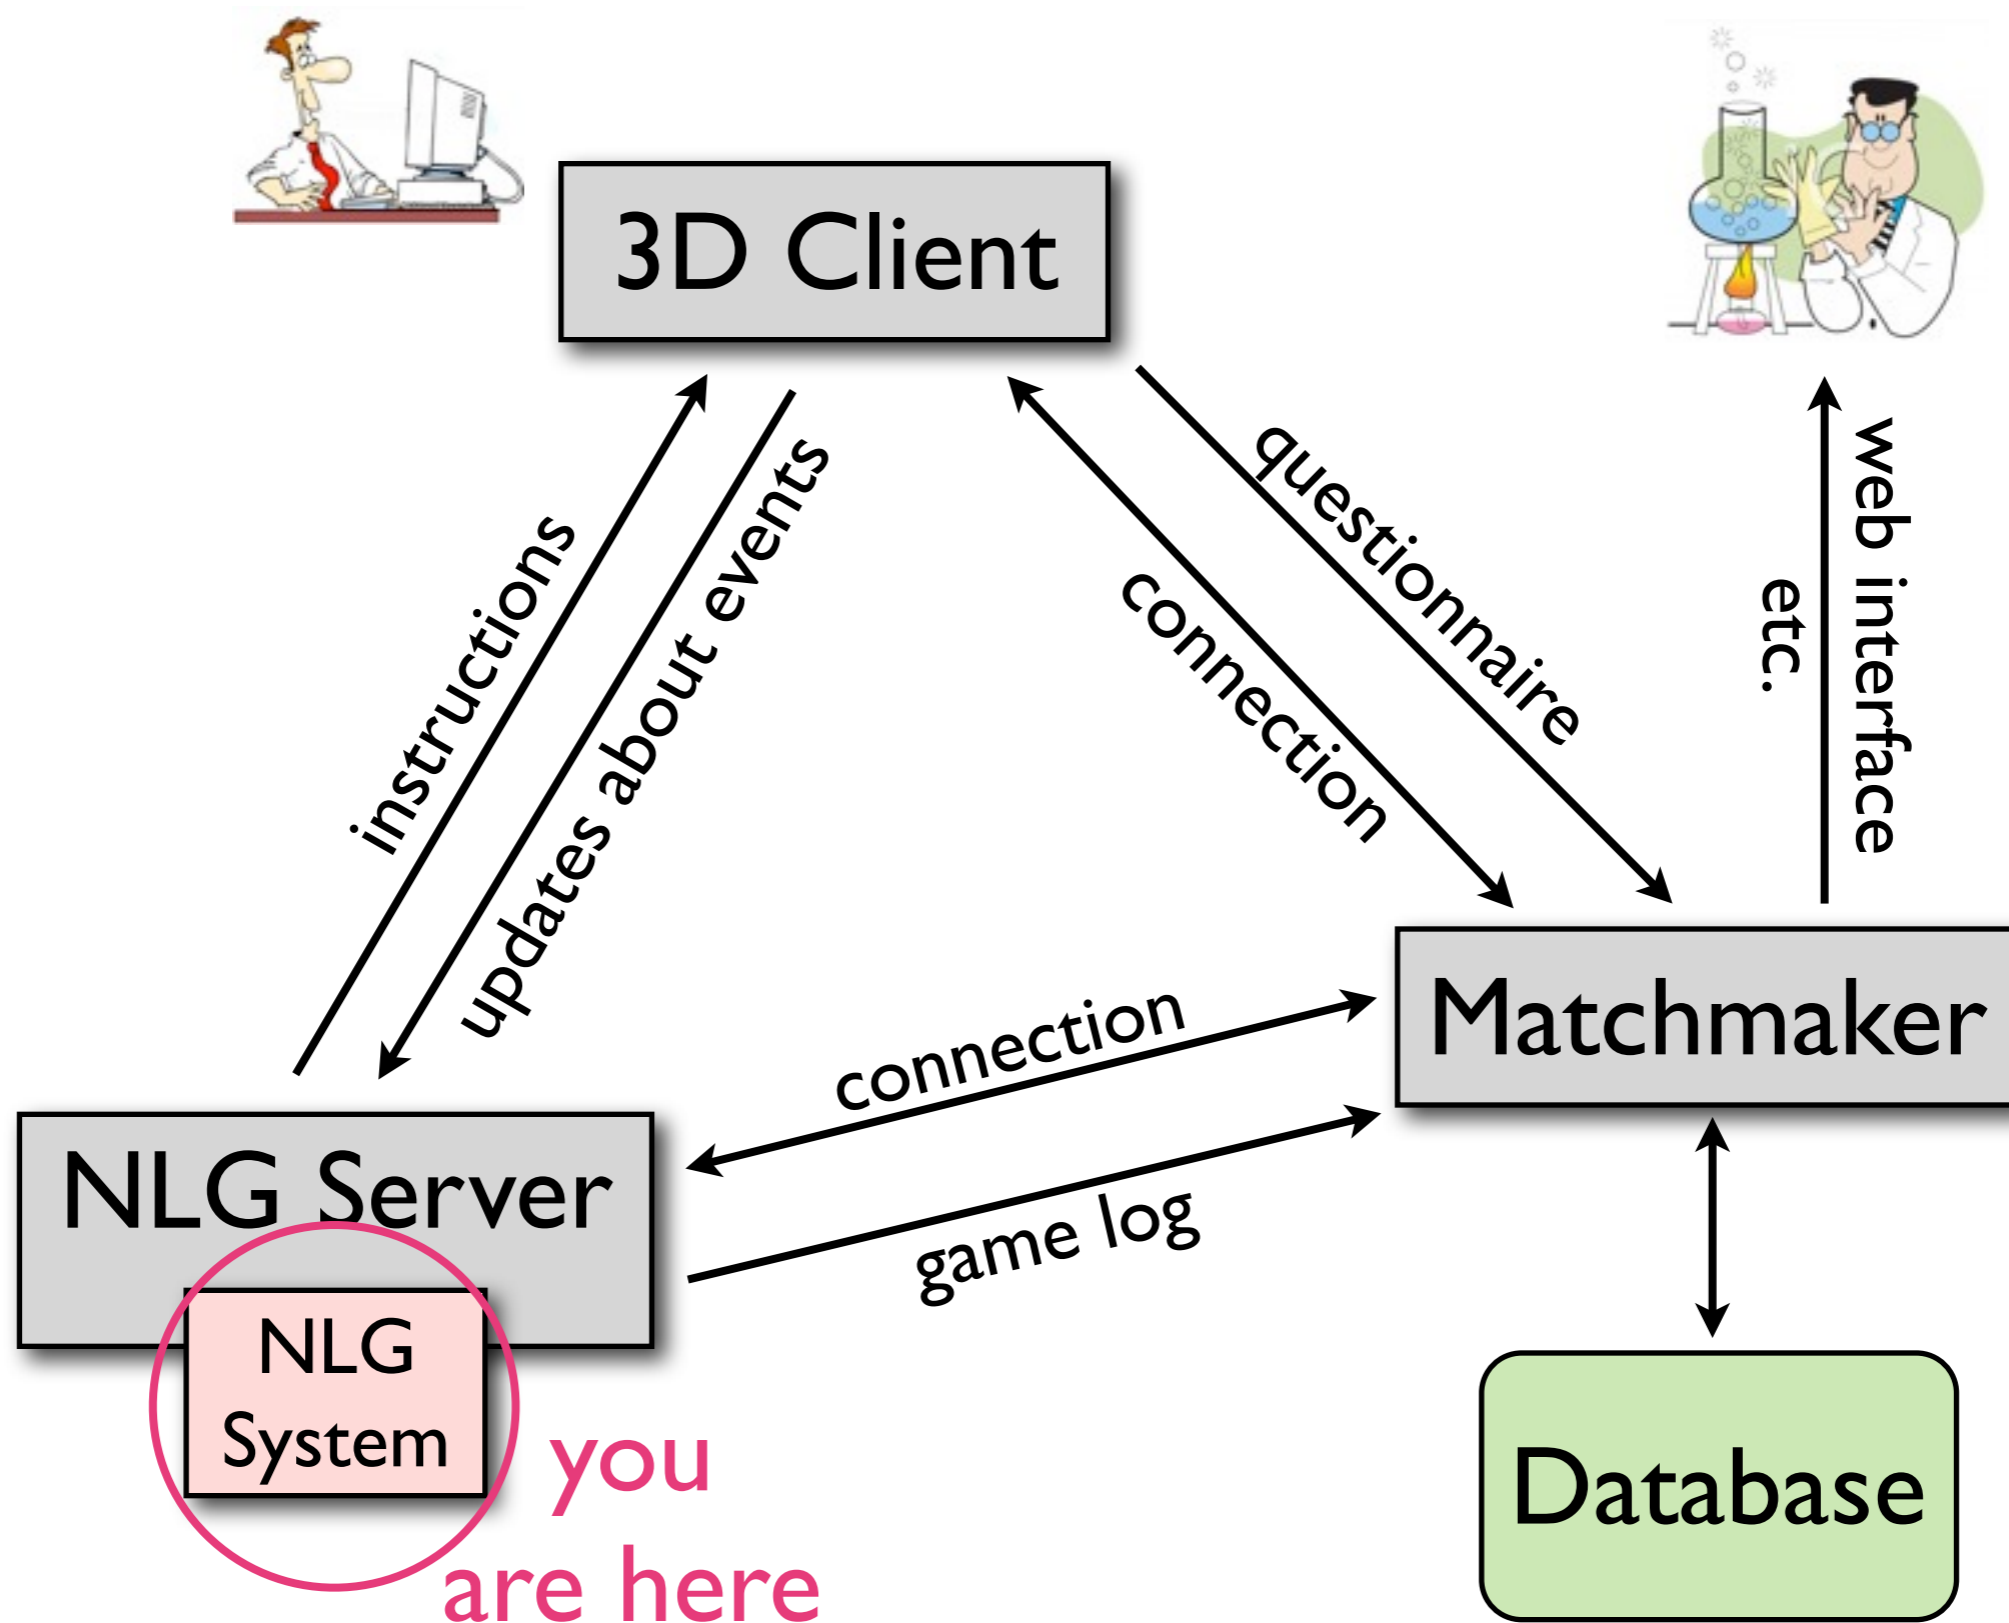 3D Client
instructions
updates about events
questionnaire
connection
web interface
etc.
Matchmaker
connection
game log
NLG Server
NLG
System
you
are here
Database